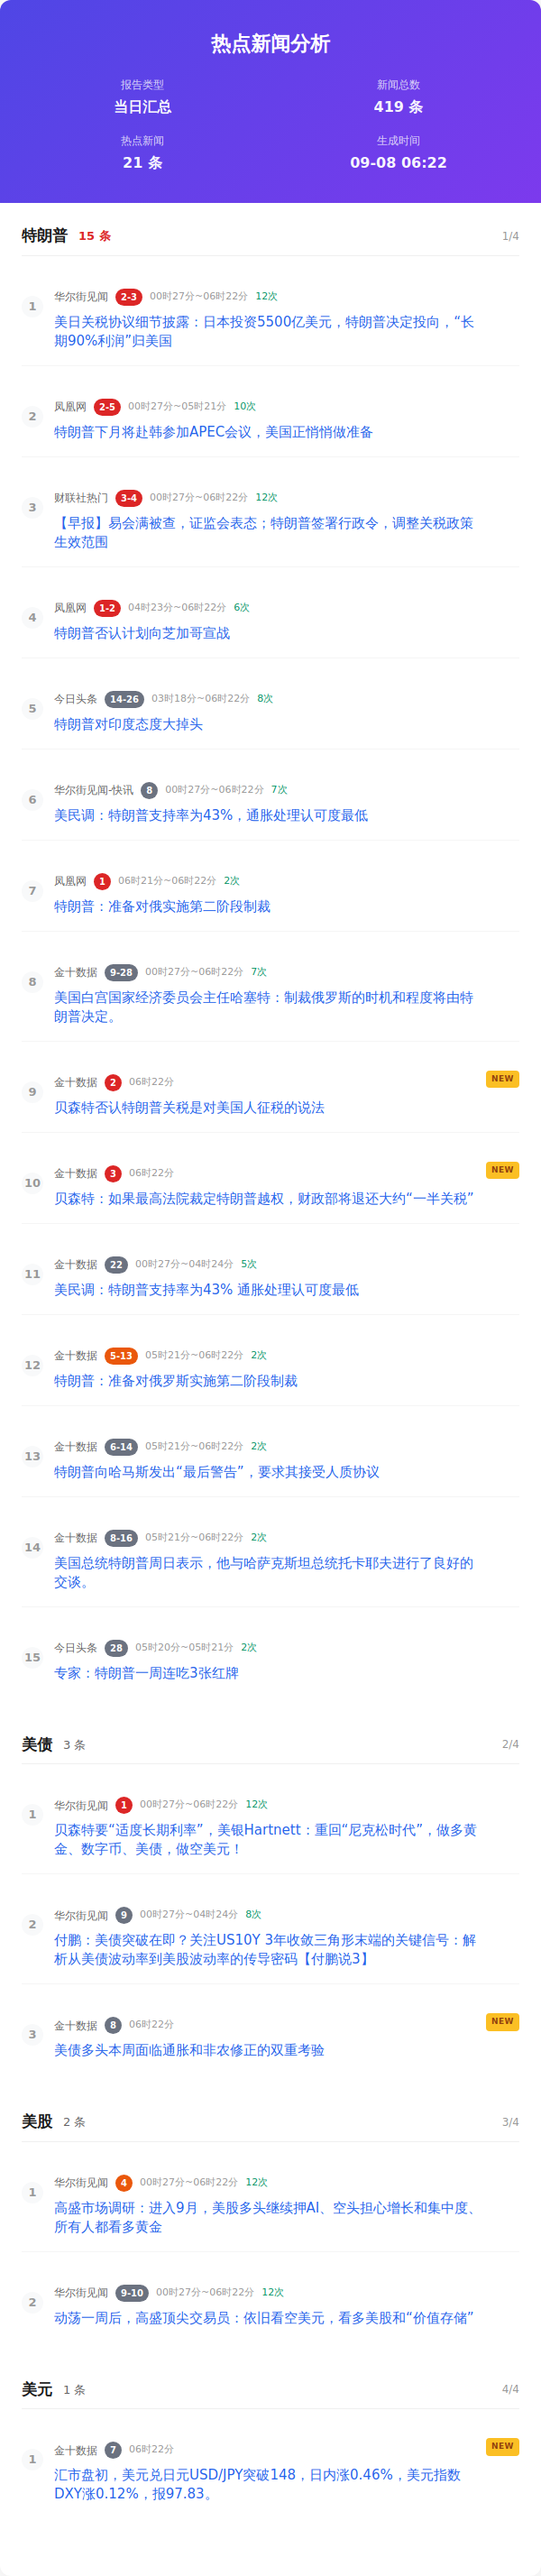 热点新闻分析
报告类型
当日汇总
新闻总数
419 条
热点新闻
21 条
生成时间
09-08 06:22
特朗普 15 条 1/4
1
华尔街见闻 2-3 00时27分~06时22分 12次
美日关税协议细节披露：日本投资5500亿美元，特朗普决定投向，“长
期90%利润”归美国
2
凤凰网 2-5 00时27分~05时21分 10次
特朗普下月将赴韩参加APEC会议，美国正悄悄做准备
3
财联社热门 3-4 00时27分~06时22分 12次
【早报】易会满被查，证监会表态；特朗普签署行政令，调整关税政策
生效范围
4
凤凰网 1-2 04时23分~06时22分 6次
特朗普否认计划向芝加哥宣战
5
今日头条 14-26 03时18分~06时22分 8次
特朗普对印度态度大掉头
6
华尔街见闻-快讯 8 00时27分~06时22分 7次
美民调：特朗普支持率为43%，通胀处理认可度最低
7
凤凰网 1 06时21分~06时22分 2次
特朗普：准备对俄实施第二阶段制裁
8
金十数据 9-28 00时27分~06时22分 7次
美国白宫国家经济委员会主任哈塞特：制裁俄罗斯的时机和程度将由特
朗普决定。
9
金十数据 2 06时22分 NEW
贝森特否认特朗普关税是对美国人征税的说法
10
金十数据 3 06时22分 NEW
贝森特：如果最高法院裁定特朗普越权，财政部将退还大约“一半关税”
11
金十数据 22 00时27分~04时24分 5次
美民调：特朗普支持率为43% 通胀处理认可度最低
12
金十数据 5-13 05时21分~06时22分 2次
特朗普：准备对俄罗斯实施第二阶段制裁
13
金十数据 6-14 05时21分~06时22分 2次
特朗普向哈马斯发出“最后警告”，要求其接受人质协议
14
金十数据 8-16 05时21分~06时22分 2次
美国总统特朗普周日表示，他与哈萨克斯坦总统托卡耶夫进行了良好的
交谈。
15
今日头条 28 05时20分~05时21分 2次
专家：特朗普一周连吃3张红牌
美债 3 条 2/4
1
华尔街见闻 1 00时27分~06时22分 12次
贝森特要“适度长期利率”，美银Hartnett：重回“尼克松时代”，做多黄
金、数字币、美债，做空美元！
2
华尔街见闻 9 00时27分~04时24分 8次
付鹏：美债突破在即？关注US10Y 3年收敛三角形末端的关键信号：解
析从美债波动率到美股波动率的传导密码【付鹏说3】
3
金十数据 8 06时22分 NEW
美债多头本周面临通胀和非农修正的双重考验
美股 2 条 3/4
1
华尔街见闻 4 00时27分~06时22分 12次
高盛市场调研：进入9月，美股多头继续押AI、空头担心增长和集中度、
所有人都看多黄金
2
华尔街见闻 9-10 00时27分~06时22分 12次
动荡一周后，高盛顶尖交易员：依旧看空美元，看多美股和“价值存储”
美元 1 条 4/4
1
金十数据 7 06时22分 NEW
汇市盘初，美元兑日元USD/JPY突破148，日内涨0.46%，美元指数
DXY涨0.12%，报97.83。